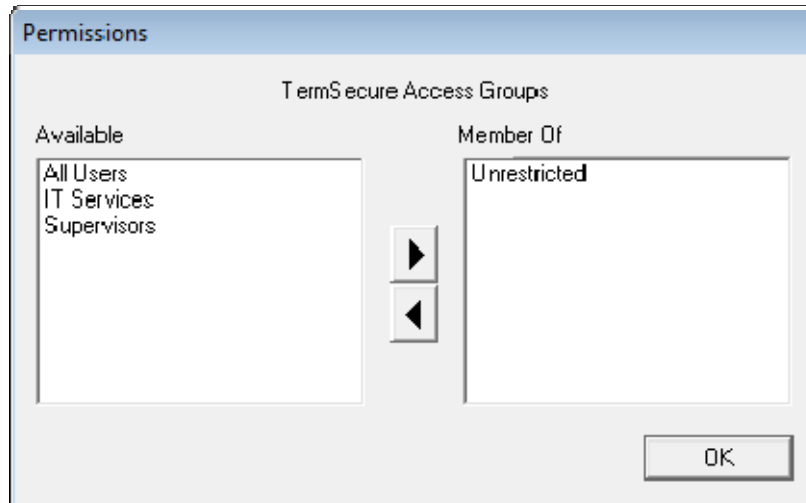 Permissions
TermSecure Access Groups
Available
Member Of
All Users
IT Services
Supervisors
Unrestricted
OK